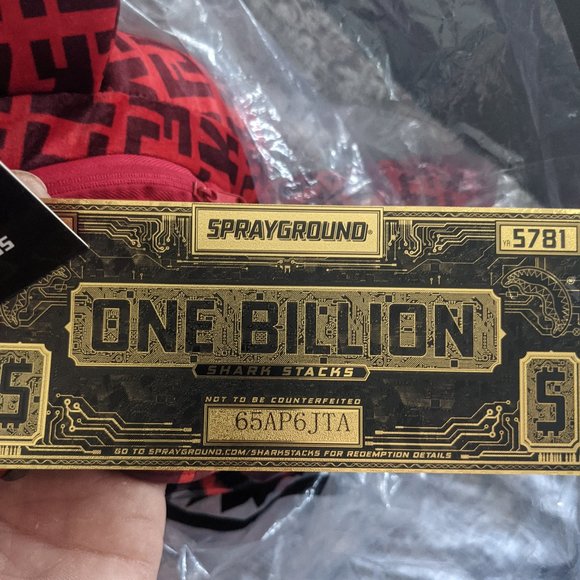 SPRAYGROUND®
YR 5781
ONE BILLION
SHARK STACKS
S
S
NOT TO BE COUNTERFEITED
65AP6JTA
GO TO SPRAYGROUND.COM/SHARKSTACKS FOR REDEMPTION DETAILS